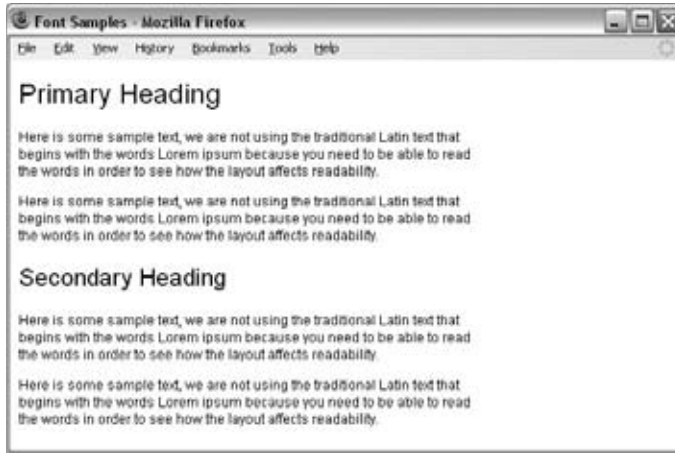 Font Samples - Mozilla Firefox
File Edit View History Bookmarks Tools Help
Primary Heading
Here is some sample text, we are not using the traditional Latin text that
begins with the words Lorem ipsum because you need to be able to read
the words in order to see how the layout affects readability.
Here is some sample text, we are not using the traditional Latin text that
begins with the words Lorem ipsum because you need to be able to read
the words in order to see how the layout affects readability.
Secondary Heading
Here is some sample text, we are not using the traditional Latin text that
begins with the words Lorem ipsum because you need to be able to read
the words in order to see how the layout affects readability.
Here is some sample text, we are not using the traditional Latin text that
begins with the words Lorem ipsum because you need to be able to read
the words in order to see how the layout affects readability.